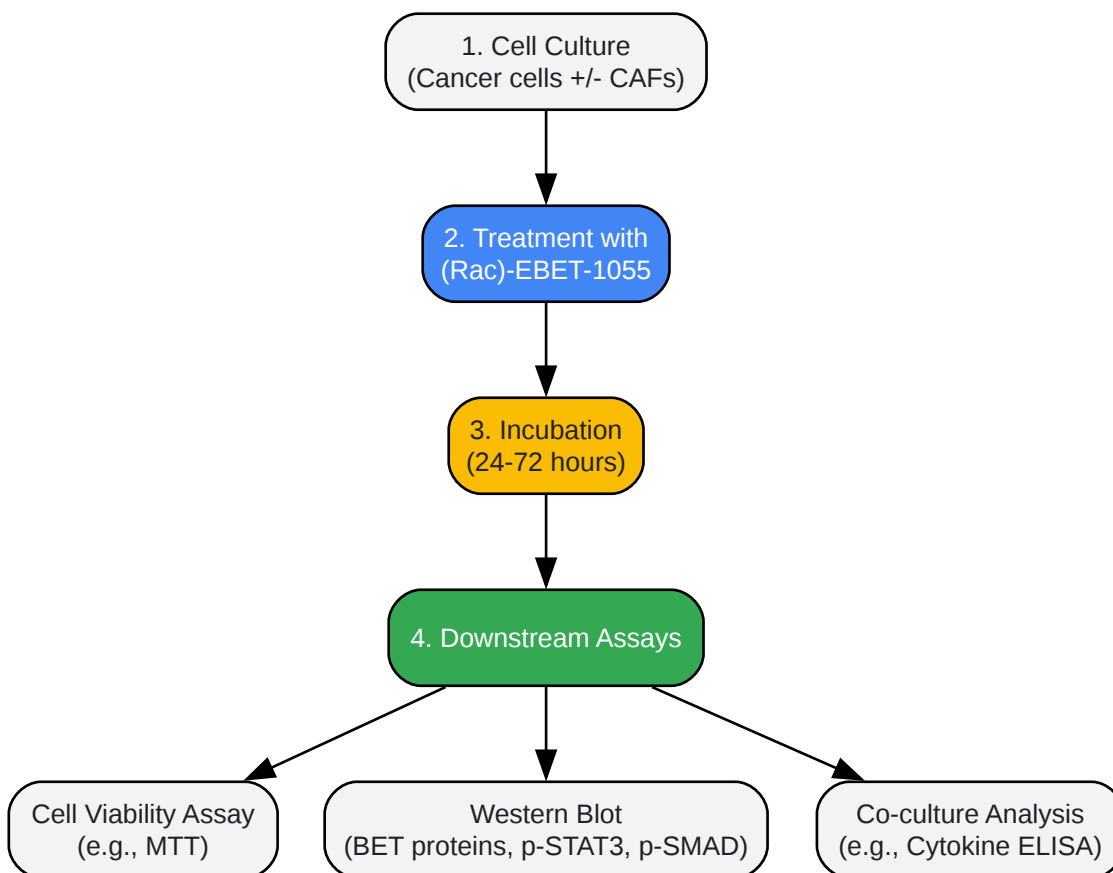 1. Cell Culture
(Cancer cells +/- CAFs)
2. Treatment with
(Rac)-EBET-1055
3. Incubation
(24-72 hours)
4. Downstream Assays
Cell Viability Assay
(e.g., MTT)
Western Blot
(BET proteins, p-STAT3, p-SMAD)
Co-culture Analysis
(e.g., Cytokine ELISA)